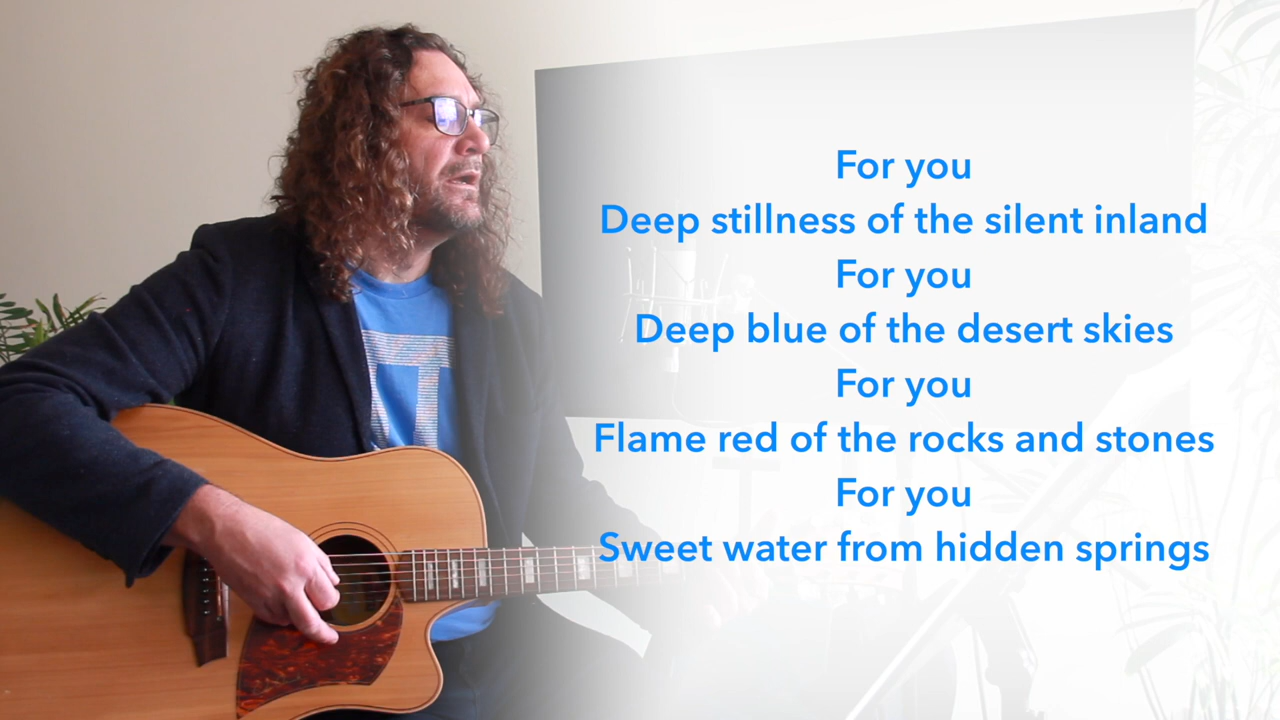 For you
Deep stillness of the silent inland
For you
Deep blue of the desert skies
For you
Flame red of the rocks and stones
For you
Sweet water from hidden springs